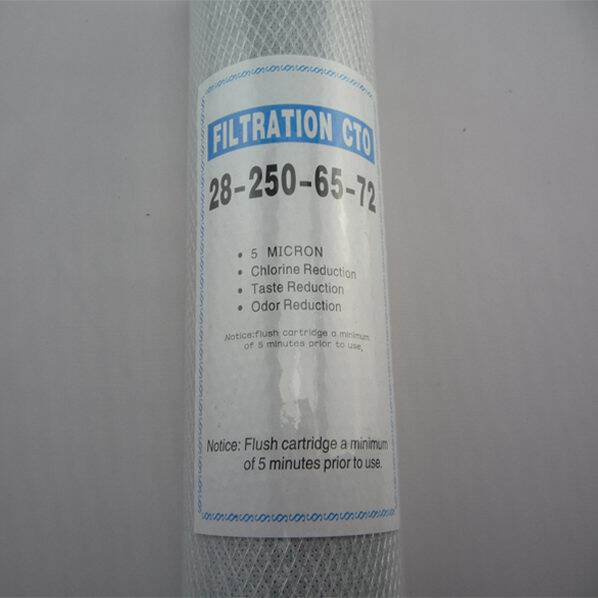 FILTRATION CTO
28-250-65-72
• 5 MICRON
• Chlorine Reduction
• Taste Reduction
• Odor Reduction
Notice:flush cartridge a minimum
of 5 minutes prior to use.
Notice: Flush cartridge a minimum
of 5 minutes prior to use.